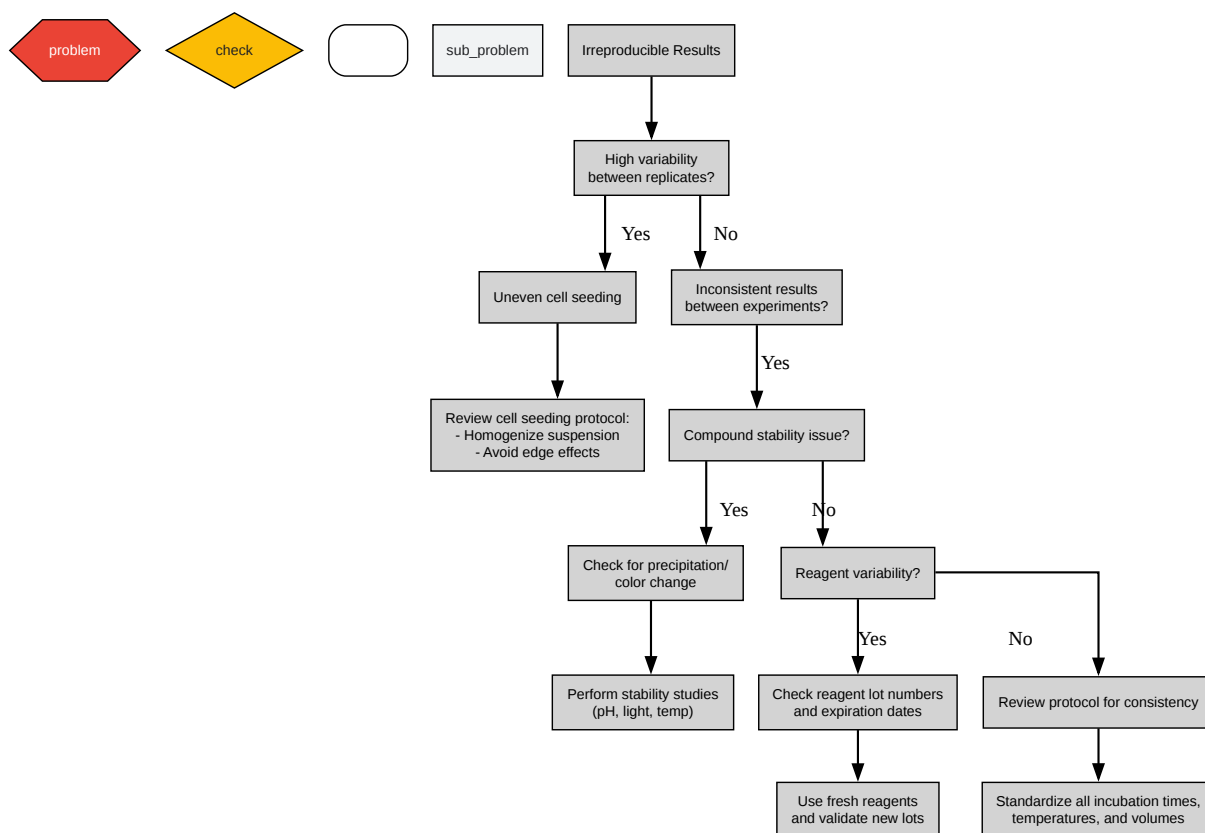 problem
check
sub_problem
Irreproducible Results
High variability
between replicates?
Yes
No
Uneven cell seeding
Inconsistent results
between experiments?
Yes
Review cell seeding protocol:
- Homogenize suspension
- Avoid edge effects
Compound stability issue?
Yes
No
Check for precipitation/
color change
Reagent variability?
Yes
No
Perform stability studies
(pH, light, temp)
Check reagent lot numbers
and expiration dates
Review protocol for consistency
Use fresh reagents
and validate new lots
Standardize all incubation times,
temperatures, and volumes